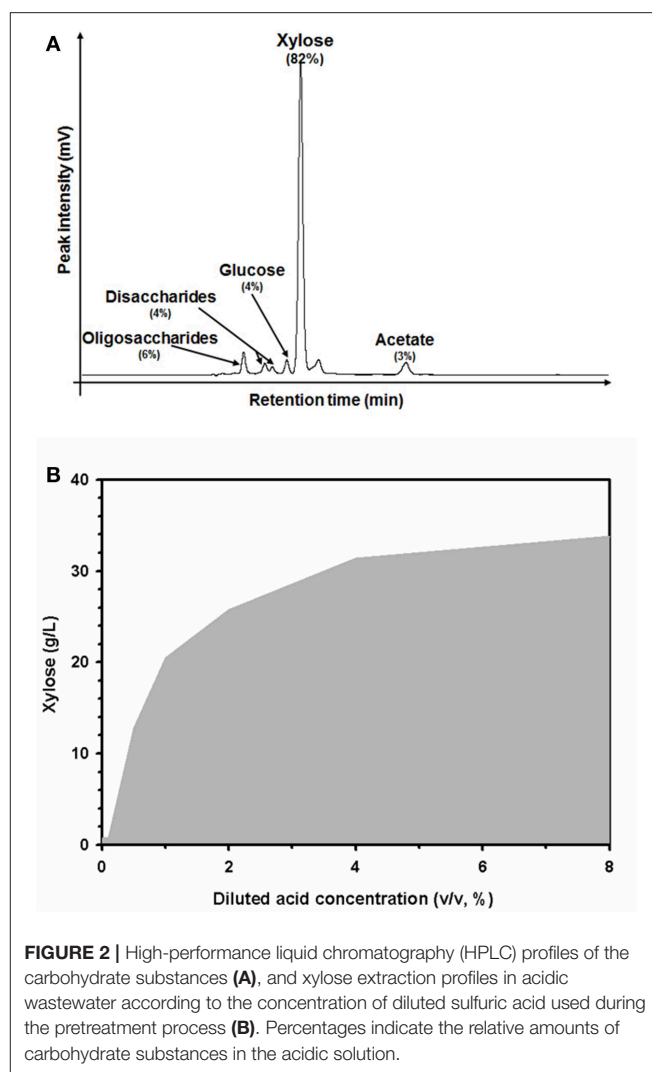 A
Xylose
(82%)
Peak intensity (mV)
Glucose
(4%)
Disaccharides
(4%)
Oligosaccharides
(6%)
Acetate
(3%)
Retention time (min)
B
40
30
20
10
0
Xylose (g/L)
0 2 4 6 8
Diluted acid concentration (v/v, %)
FIGURE 2 | High-performance liquid chromatography (HPLC) profiles of the
carbohydrate substances (A), and xylose extraction profiles in acidic
wastewater according to the concentration of diluted sulfuric acid used during
the pretreatment process (B). Percentages indicate the relative amounts of
carbohydrate substances in the acidic solution.